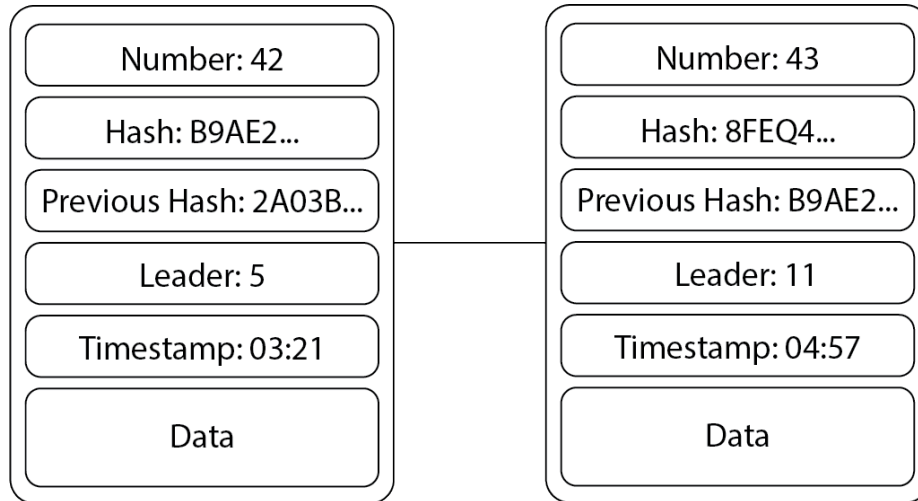 Number: 42
Hash: B9AE2...
Previous Hash: 2A03B...
Leader: 5
Timestamp: 03:21
Data
Number: 43
Hash: 8FEQ4...
Previous Hash: B9AE2...
Leader: 11
Timestamp: 04:57
Data